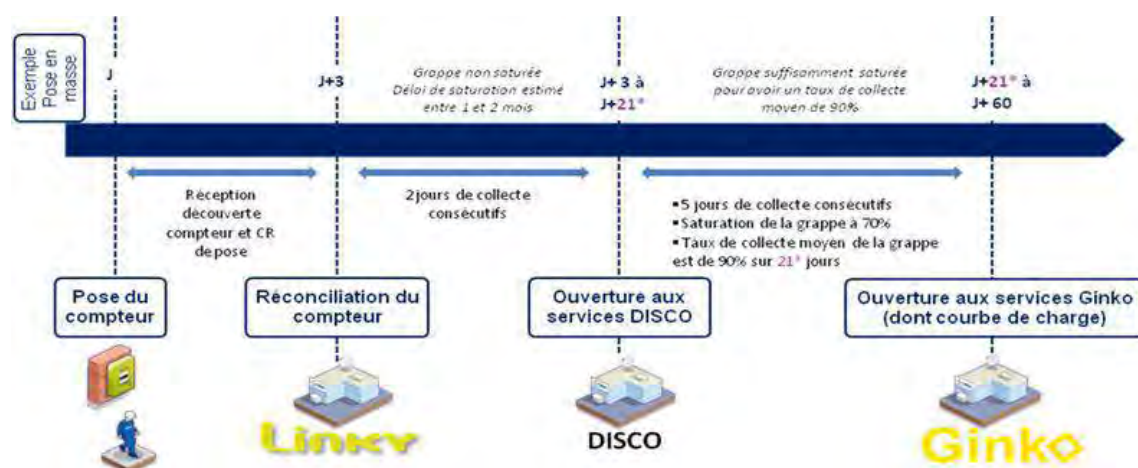 Exemple
Pose en
masse
J
J+3
Grappe non saturée
Délai de saturation estimé
entre 1 et 2 mois
J+ 3 à
J+21*
Grappe suffisamment saturée
pour avoir un taux de collecte
moyen de 90%
J+21* à
J+ 60
Réception
découverte
compteur et CR
de pose
2 jours de collecte
consécutifs
▪5 jours de collecte consécutifs
▪Saturation de la grappe à 70%
▪Taux de collecte moyen de la grappe
est de 90% sur 21* jours
Pose du
compteur
Réconciliation du
compteur
Ouverture aux
services DISCO
Ouverture aux services Ginko
(dont courbe de charge)
Linky
DISCO
Ginko